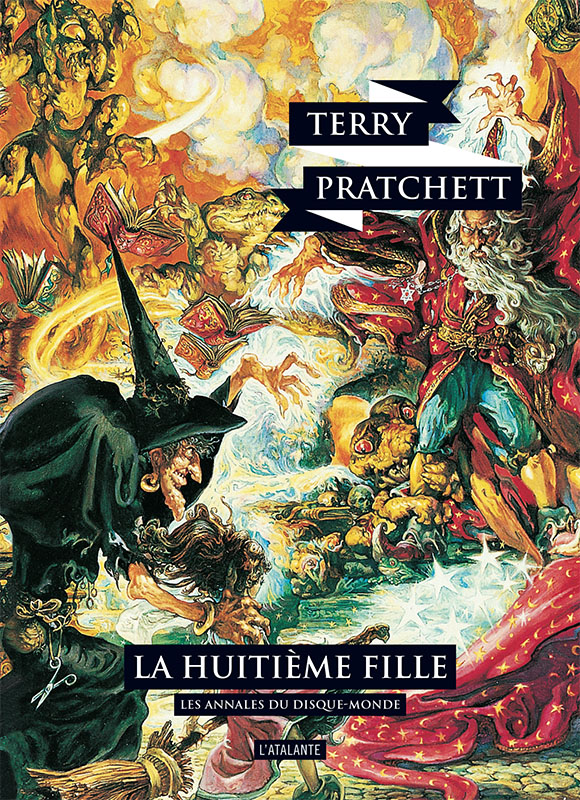 TERRY
PRATCHETT
LA HUITIÈME FILLE
LES ANNALES DU DISQUE-MONDE
L'ATALANTE